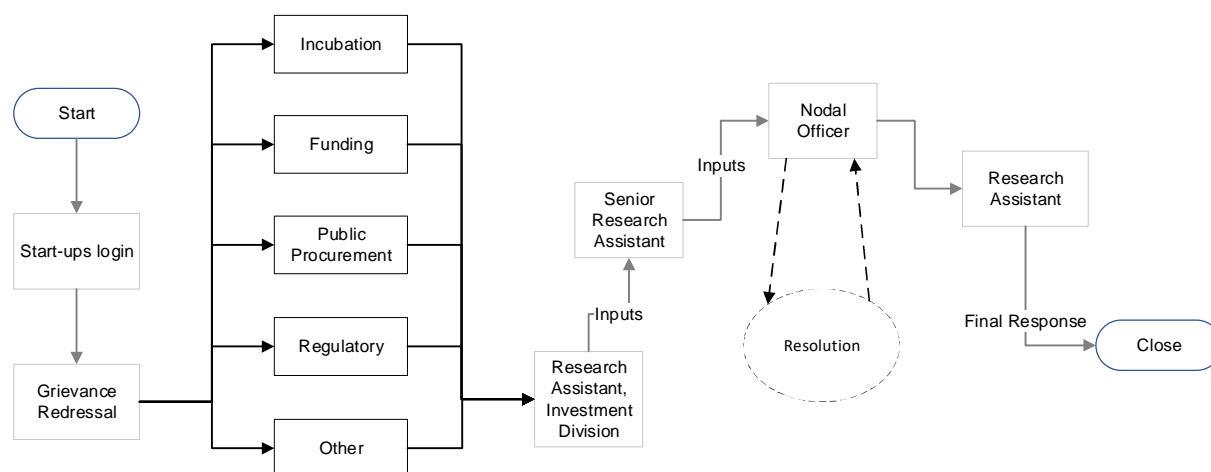 Start
Start-ups login
Grievance
Redressal
Incubation
Funding
Public
Procurement
Regulatory
Other
Research
Assistant,
Investment
Division
Inputs
Senior
Research
Assistant
Inputs
Nodal
Officer
Resolution
Research
Assistant
Final Response
Close